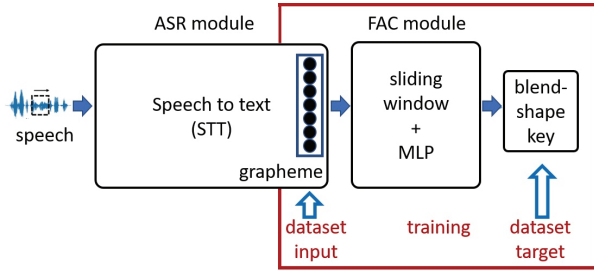 ASR module
FAC module
speech
Speech to text
(STT)
grapheme
sliding
window
+
MLP
blend-
shape
key
dataset
input
training
dataset
target